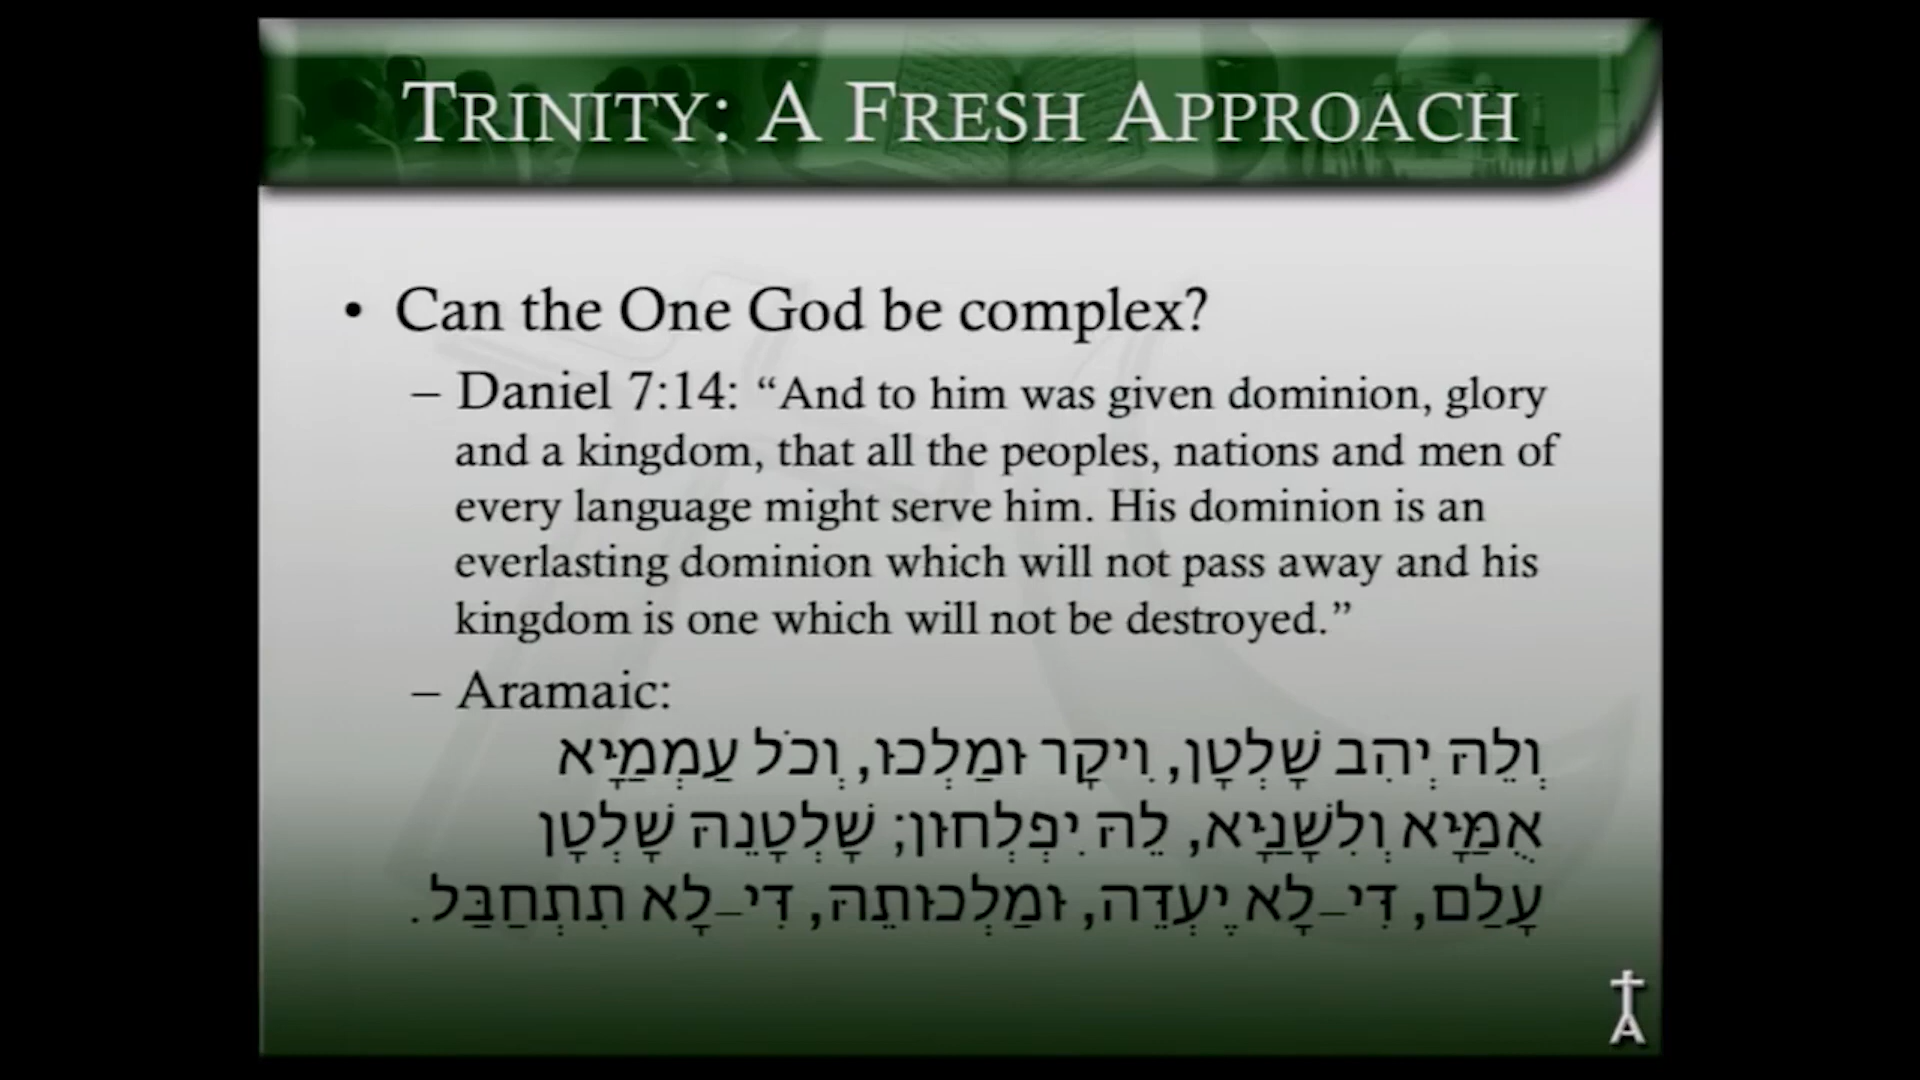 TRINITY: A FRESH APPROACH
• Can the One God be complex?
– Daniel 7:14: “And to him was given dominion, glory
and a kingdom, that all the peoples, nations and men of
every language might serve him. His dominion is an
everlasting dominion which will not pass away and his
kingdom is one which will not be destroyed.”
– Aramaic:
וְלֵהּ יְהִב שָׁלְטָן, וִיקָר וּמַלְכוּ, וְכֹל עַמְמַיָּא
אֻמַּיָּא וְלִשָּׁנַיָּא, לֵהּ יִפְלְחוּן; שָׁלְטָנֵהּ שָׁלְטָן
עָלַם, דִּי–לָא יֶעְדֵּה, וּמַלְכוּתֵהּ, דִּי–לָא תִתְחַבַּל.
A